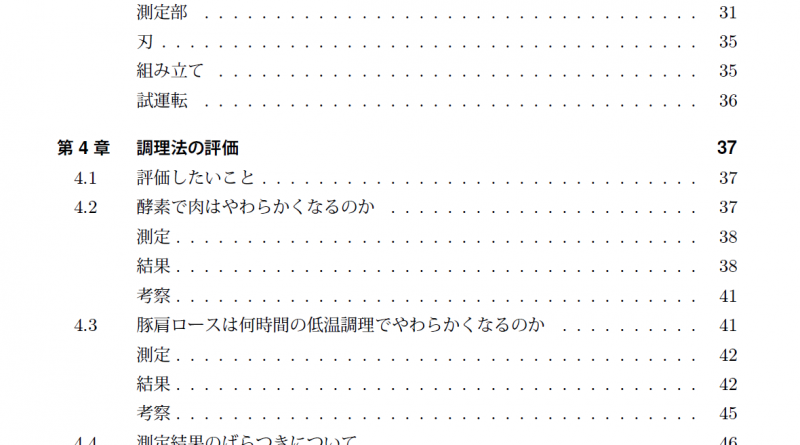 測定部 . . . . . . . . . . . . . . . . . . . . . . . . . . . . . . . . . . . 31
刃 . . . . . . . . . . . . . . . . . . . . . . . . . . . . . . . . . . . . . . 35
組み立て . . . . . . . . . . . . . . . . . . . . . . . . . . . . . . . . . . 35
試運転 . . . . . . . . . . . . . . . . . . . . . . . . . . . . . . . . . . . 36
第 4 章 調理法の評価 37
4.1 評価したいこと . . . . . . . . . . . . . . . . . . . . . . . . . . . . . . . 37
4.2 酵素で肉はやわらかくなるのか . . . . . . . . . . . . . . . . . . . . . . 37
測定 . . . . . . . . . . . . . . . . . . . . . . . . . . . . . . . . . . . . . 38
結果 . . . . . . . . . . . . . . . . . . . . . . . . . . . . . . . . . . . . . 38
考察 . . . . . . . . . . . . . . . . . . . . . . . . . . . . . . . . . . . . . 41
4.3 豚肩ロースは何時間の低温調理でやわらかくなるのか . . . . . . . . . . 41
測定 . . . . . . . . . . . . . . . . . . . . . . . . . . . . . . . . . . . . . 42
結果 . . . . . . . . . . . . . . . . . . . . . . . . . . . . . . . . . . . . . 42
考察 . . . . . . . . . . . . . . . . . . . . . . . . . . . . . . . . . . . . . 45
4.4 測定結果のばらつきについて . . . . . . . . . . . . . . . . . . . . . . . 46